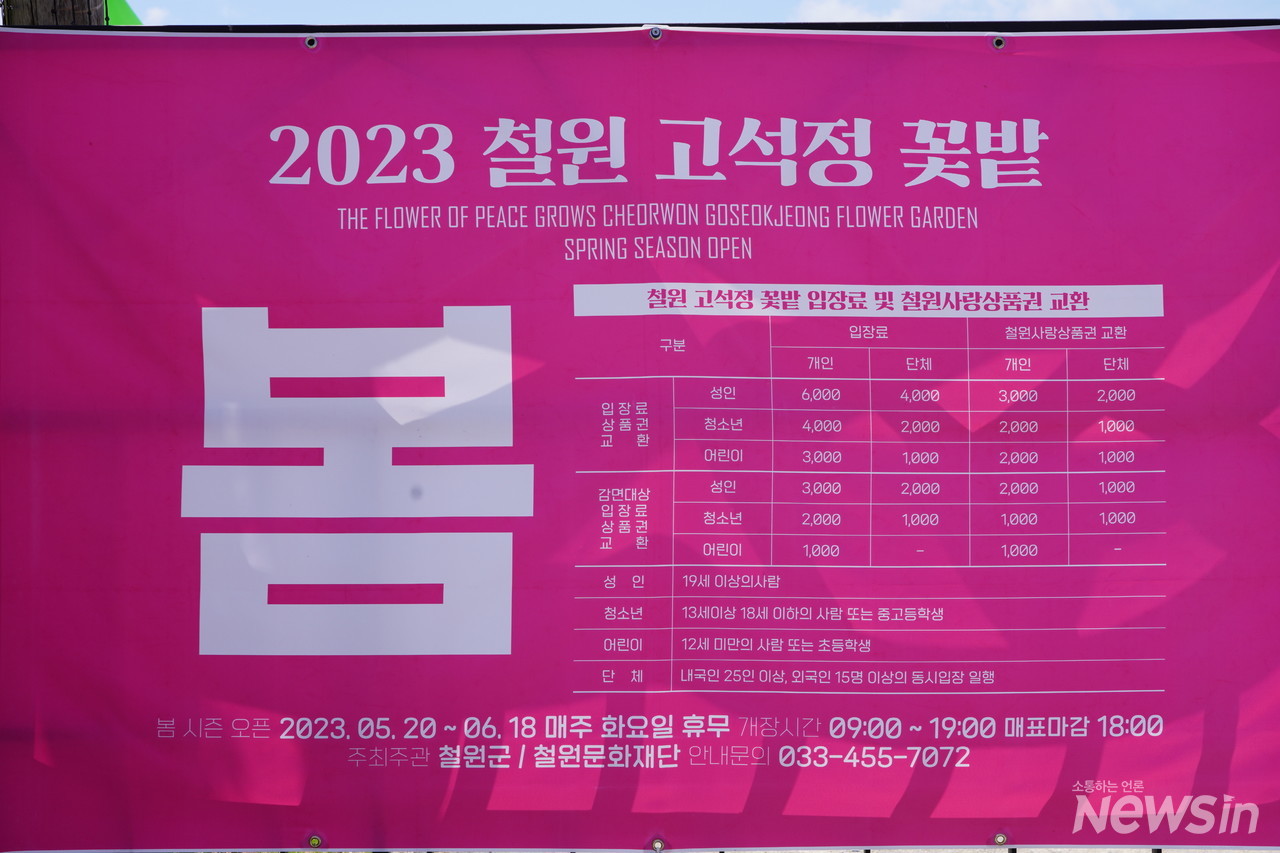 2023 철원 고석정 꽃밭
THE FLOWER OF PEACE GROWS CHEORWON GOSEOKJEONG FLOWER GARDEN
SPRING SEASON OPEN
봄
철원 고석정 꽃밭 입장료 및 철원사랑상품권 교환
구분 입장료 철원사랑상품권 교환
개인 단체 개인 단체
입장료
상품권
교 환
성인 6,000 4,000 3,000 2,000
청소년 4,000 2,000 2,000 1,000
어린이 3,000 1,000 2,000 1,000
감면대상
입장료
상품권
교 환
성인 3,000 2,000 2,000 1,000
청소년 2,000 1,000 1,000 1,000
어린이 1,000 - 1,000 -
성 인 19세 이상의사람
청소년 13세이상 18세 이하의 사람 또는 중고등학생
어린이 12세 미만의 사람 또는 초등학생
단 체 내국인 25인 이상, 외국인 15명 이상의 동시입장 일행
봄 시즌 오픈 2023. 05. 20 ~ 06. 18 매주 화요일 휴무 개장시간 09:00 ~ 19:00 매표마감 18:00
주최주관 철원군 / 철원문화재단 안내문의 033-455-7072
소통하는 언론
NEWSin